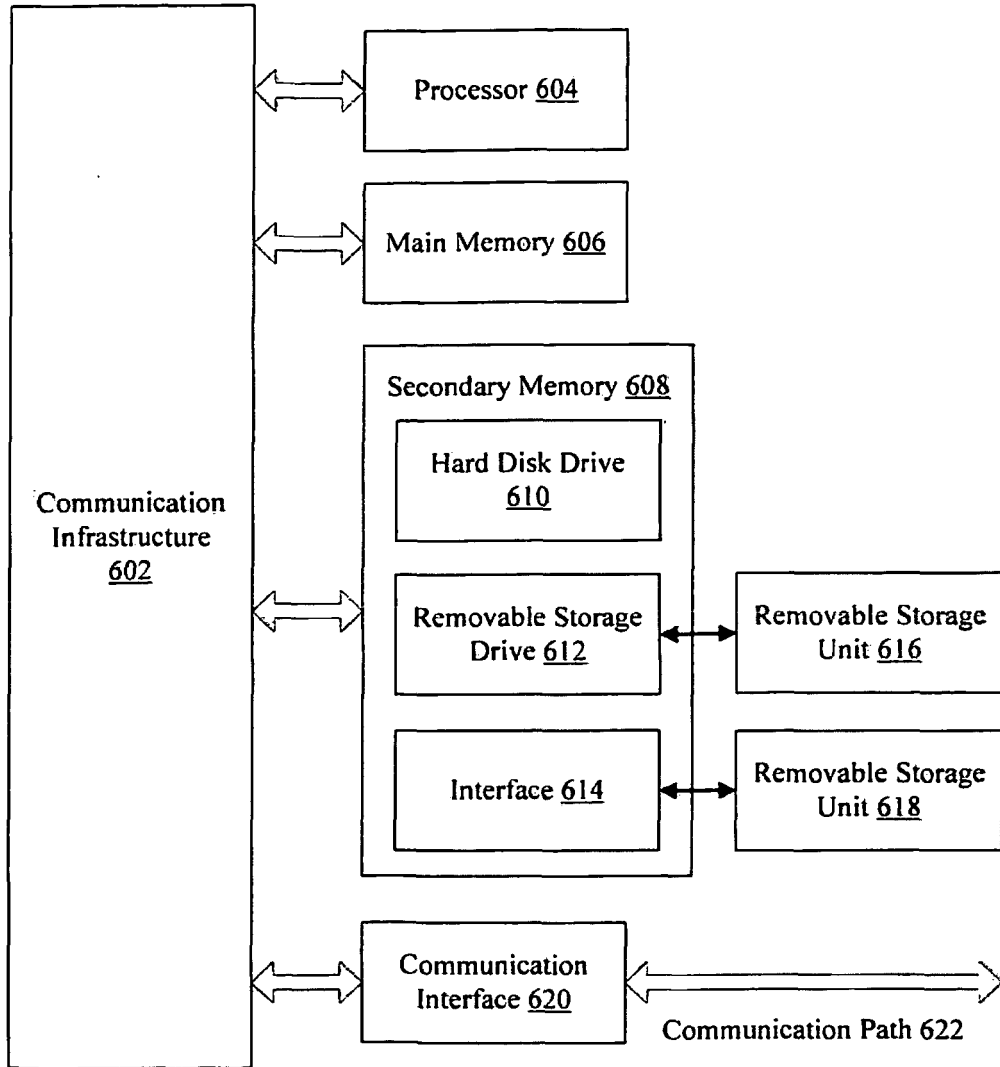 Processor 604
Main Memory 606
Secondary Memory 608
Hard Disk Drive
610
Communication
Infrastructure
602
Removable Storage
Drive 612
Removable Storage
Unit 616
Interface 614
Removable Storage
Unit 618
Communication
Interface 620
Communication Path 622